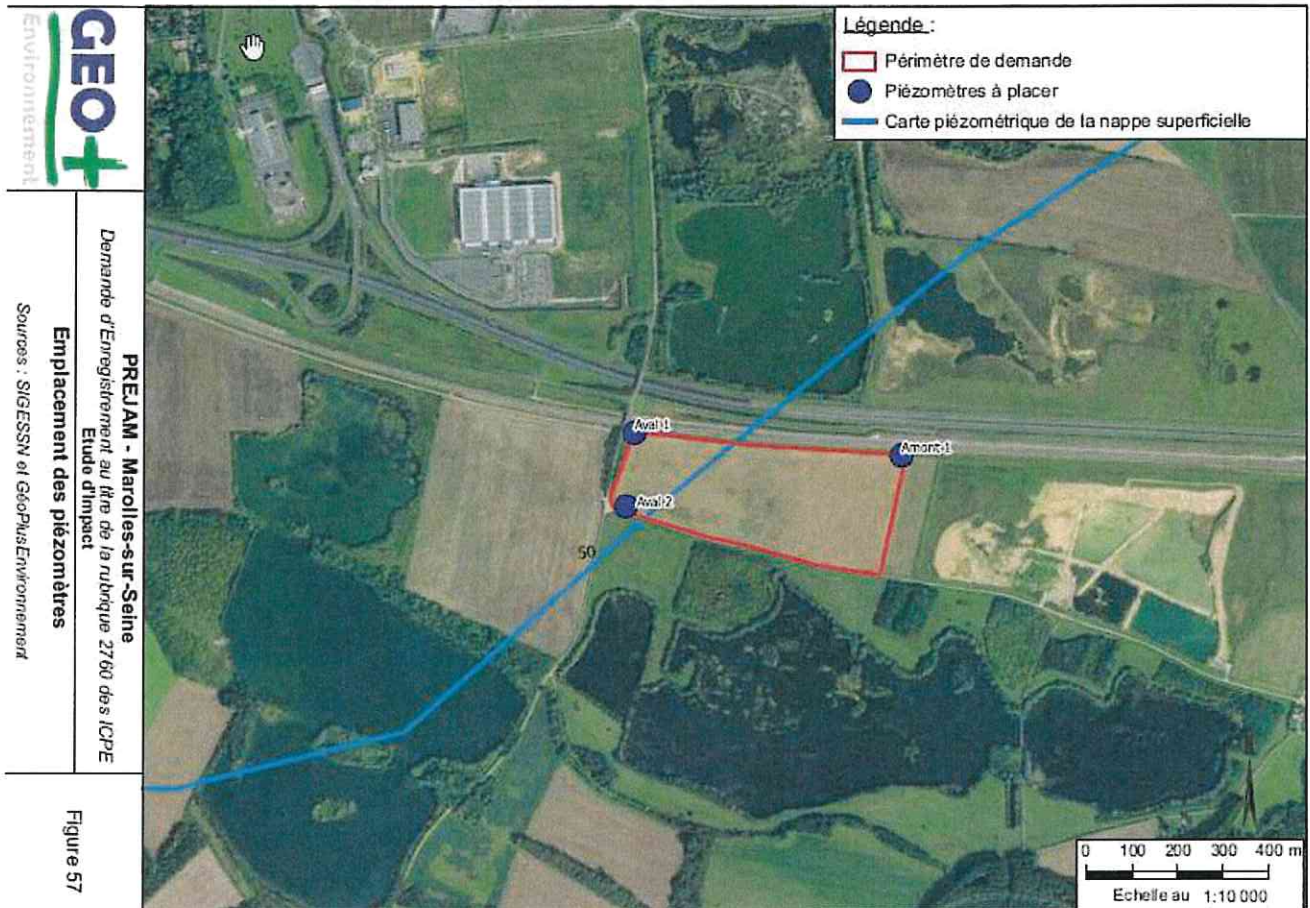 Légende :
Périmètre de demande
Piézomètres à placer
Carte piézométrique de la nappe superficielle
Aval-1
Amont-1
Aval-2
50
0 100 200 300 400 m
Echelle au 1:10 000
GEO+
Environnement
PREJAM - Marolles-sur-Seine
Demande d'Enregistrement au titre de la rubrique 2760 des ICPE
Etude d'Impact
Emplacement des piézomètres
Sources : SIGESSN et GéoPlusEnvironnement
Figure 57